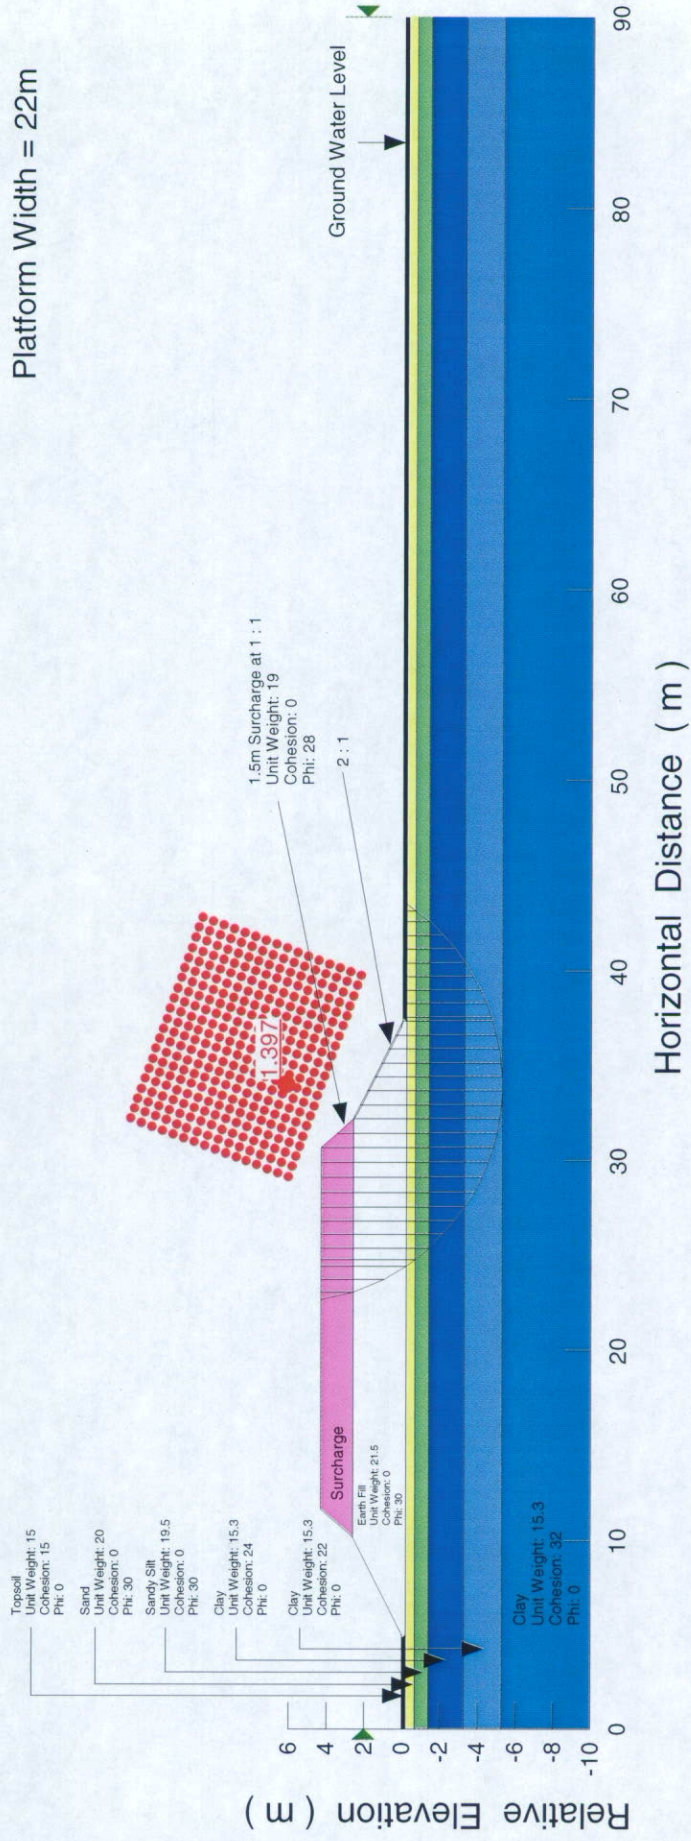 Platform Width = 22m
Topsoil
Unit Weight: 15
Cohesion: 15
Phi: 0
Sand
Unit Weight: 20
Cohesion: 0
Phi: 30
Sandy Silt
Unit Weight: 19.5
Cohesion: 0
Phi: 30
Clay
Unit Weight: 15.3
Cohesion: 24
Phi: 0
Clay
Unit Weight: 15.3
Cohesion: 22
Phi: 0
1.397
1.5m Surcharge at 1 : 1
Unit Weight: 19
Cohesion: 0
Phi: 28
2 : 1
Ground Water Level
Surcharge
Earth Fill
Unit Weight: 21.5
Cohesion: 0
Phi: 30
Clay
Unit Weight: 15.3
Cohesion: 32
Phi: 0
Relative Elevation ( m )
6
4
2
0
-2
-4
-6
-8
-10
0
10
20
30
40
50
60
70
80
90
Horizontal Distance ( m )